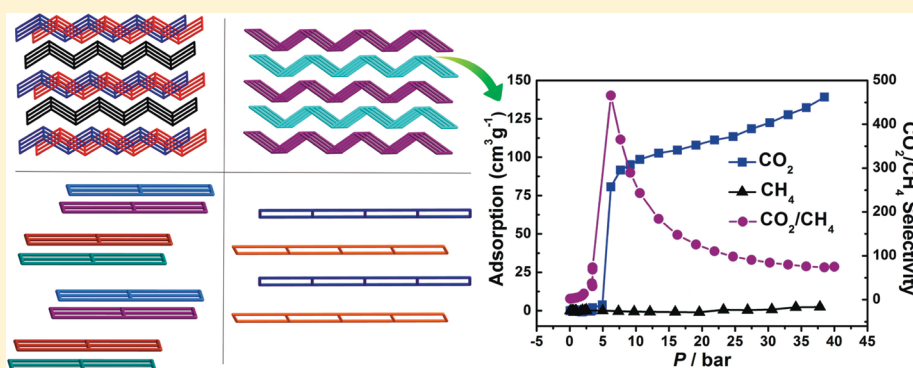 150
125
100
75
50
25
0
Adsorption (cm³ g⁻¹)
500
400
300
200
100
0
CO₂/CH₄ Selectivity
CO₂
CH₄
CO₂/CH₄
-5 0 5 10 15 20 25 30 35 40 45
P / bar